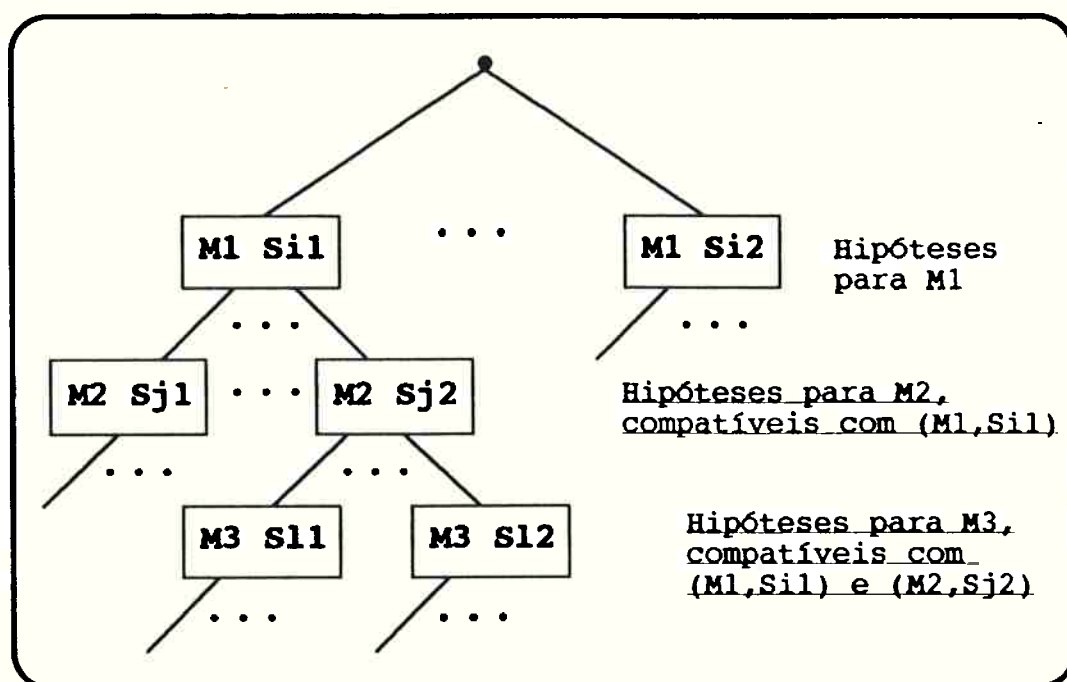 M1 Si1 . . . M1 Si2
Hipóteses
para M1
. . . . . .
M2 Sj1 . . . M2 Sj2
Hipóteses para M2,
compatíveis com (M1,Si1)
. . . . . .
M3 Sl1 M3 Sl2
Hipóteses para M3,
compatíveis com
(M1,Si1) e (M2,Sj2)
. . . . . .